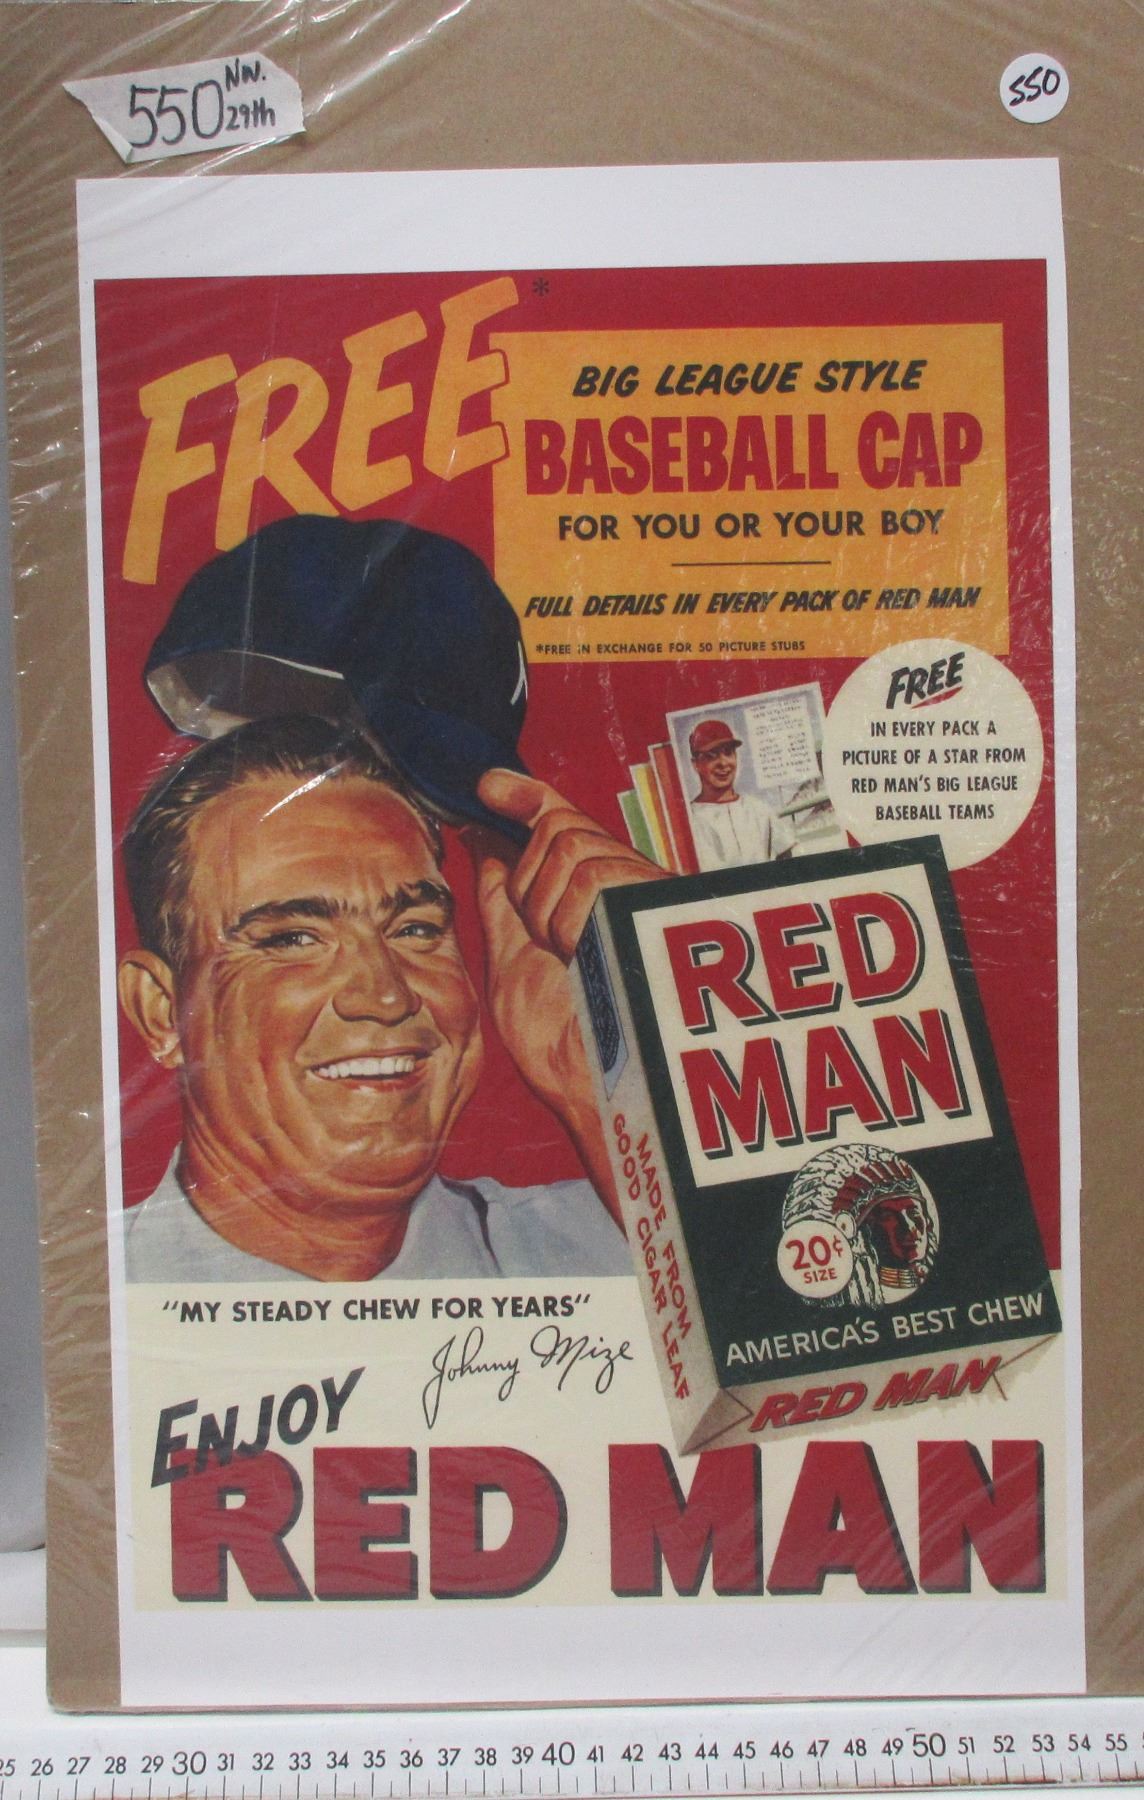 550 Nov. 29th
550
FREE*
BIG LEAGUE STYLE
BASEBALL CAP
FOR YOU OR YOUR BOY
FULL DETAILS IN EVERY PACK OF RED MAN
*FREE IN EXCHANGE FOR 50 PICTURE STUBS
FREE
IN EVERY PACK A
PICTURE OF A STAR FROM
RED MAN'S BIG LEAGUE
BASEBALL TEAMS
RED
MAN
MADE FROM
GOOD CIGAR LEAF
20¢
SIZE
AMERICA'S BEST CHEW
RED MAN
"MY STEADY CHEW FOR YEARS"
Johnny Mize
ENJOY
RED MAN
25 26 27 28 29 30 31 32 33 34 35 36 37 38 39 40 41 42 43 44 45 46 47 48 49 50 51 52 53 54 55